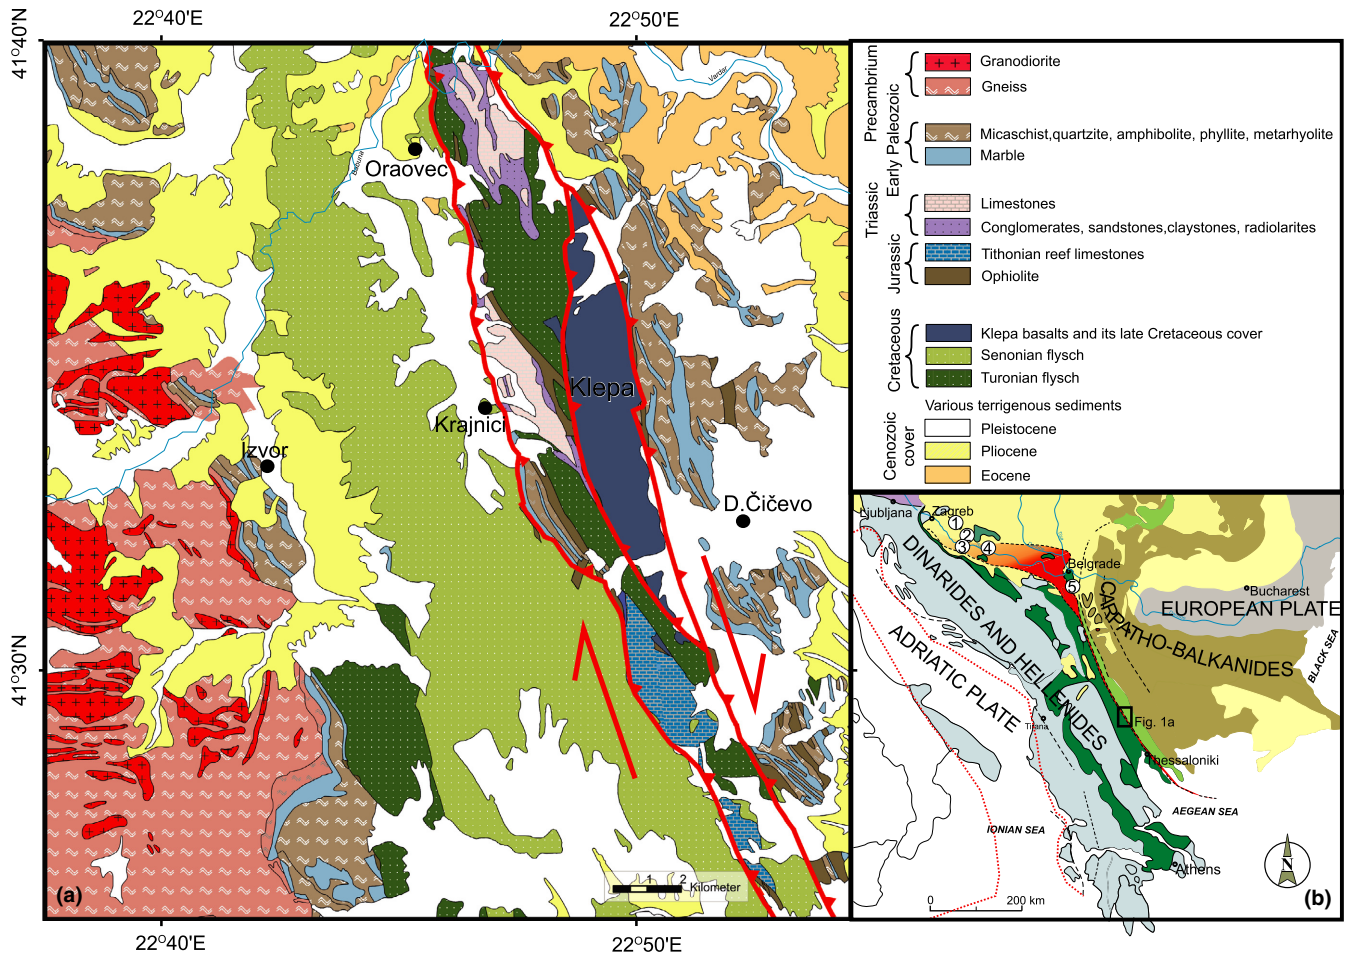 22°40'E
22°50'E
41°40'N
Vardar
Babuna
Oraovec
Klepa
Krajnici
Izvor
D.Čičevo
41°30'N
1 2
Kilometer
(a)
22°40'E
22°50'E
Precambrium
Granodiorite
Gneiss
Early Paleozoic
Micaschist,quartzite, amphibolite, phyllite, metarhyolite
Marble
Triassic
Limestones
Conglomerates, sandstones,claystones, radiolarites
Jurassic
Tithonian reef limestones
Ophiolite
Cretaceous
Klepa basalts and its late Cretaceous cover
Senonian flysch
Turonian flysch
Cenozoic
cover
Various terrigenous sediments
Pleistocene
Pliocene
Eocene
Ljubljana
Zagreb
1
2
3
4
Belgrade
5
Bucharest
EUROPEAN PLATE
CARPATHO-BALKANIDES
BLACK SEA
DINARIDES AND HELLENIDES
ADRIATIC PLATE
Tirana
Fig. 1a
Thessaloniki
AEGEAN SEA
IONIAN SEA
Athens
N
0 200 km
(b)